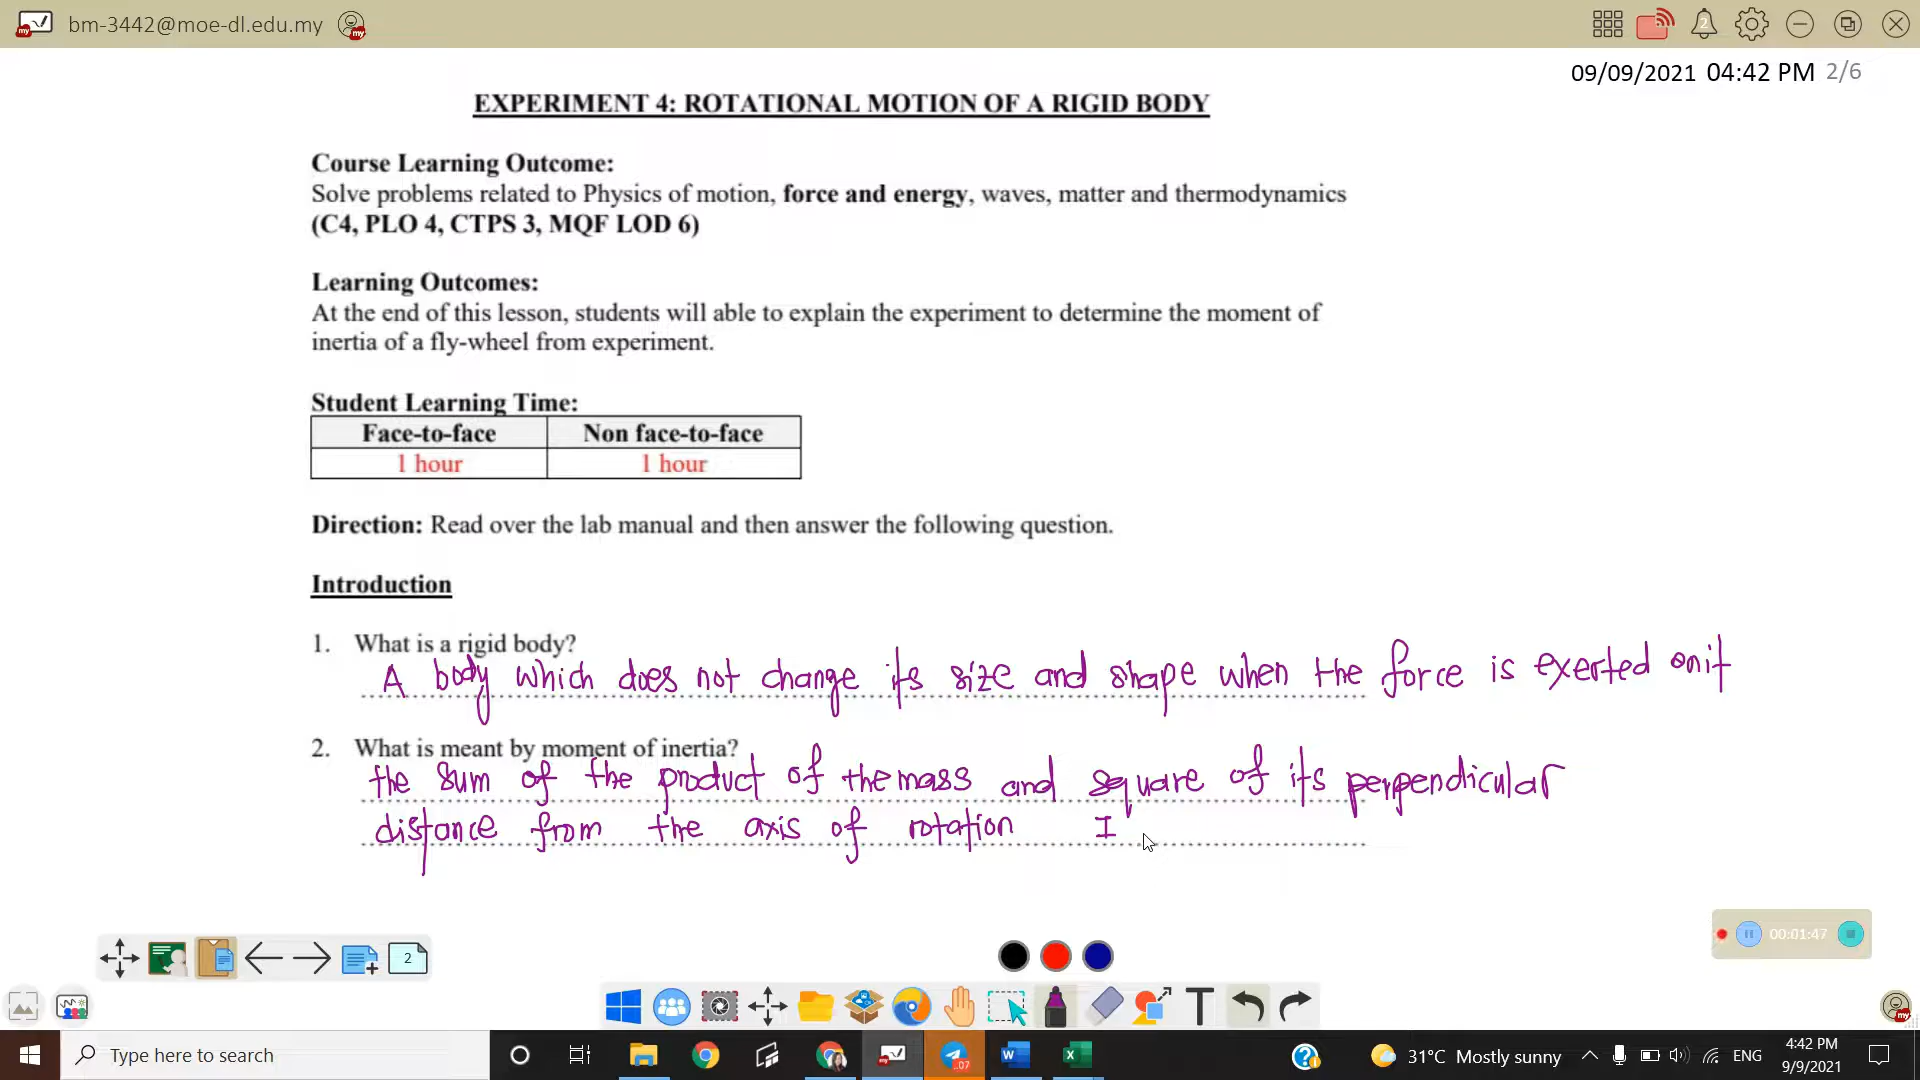 bm-3442@moe-dl.edu.my
09/09/2021 04:42 PM 2/6
EXPERIMENT 4: ROTATIONAL MOTION OF A RIGID BODY
Course Learning Outcome:
Solve problems related to Physics of motion, force and energy, waves, matter and thermodynamics
(C4, PLO 4, CTPS 3, MQF LOD 6)
Learning Outcomes:
At the end of this lesson, students will able to explain the experiment to determine the moment of
inertia of a fly-wheel from experiment.
Student Learning Time:
Face-to-face Non face-to-face
1 hour 1 hour
Direction: Read over the lab manual and then answer the following question.
Introduction
1. What is a rigid body?
A body which does not change its size and shape when the force is exerted on it
2. What is meant by moment of inertia?
the sum of the product of the mass and square of its perpendicular
distance from the axis of rotation I
00:01:47
2
Type here to search
31°C Mostly sunny
ENG
4:42 PM
9/9/2021